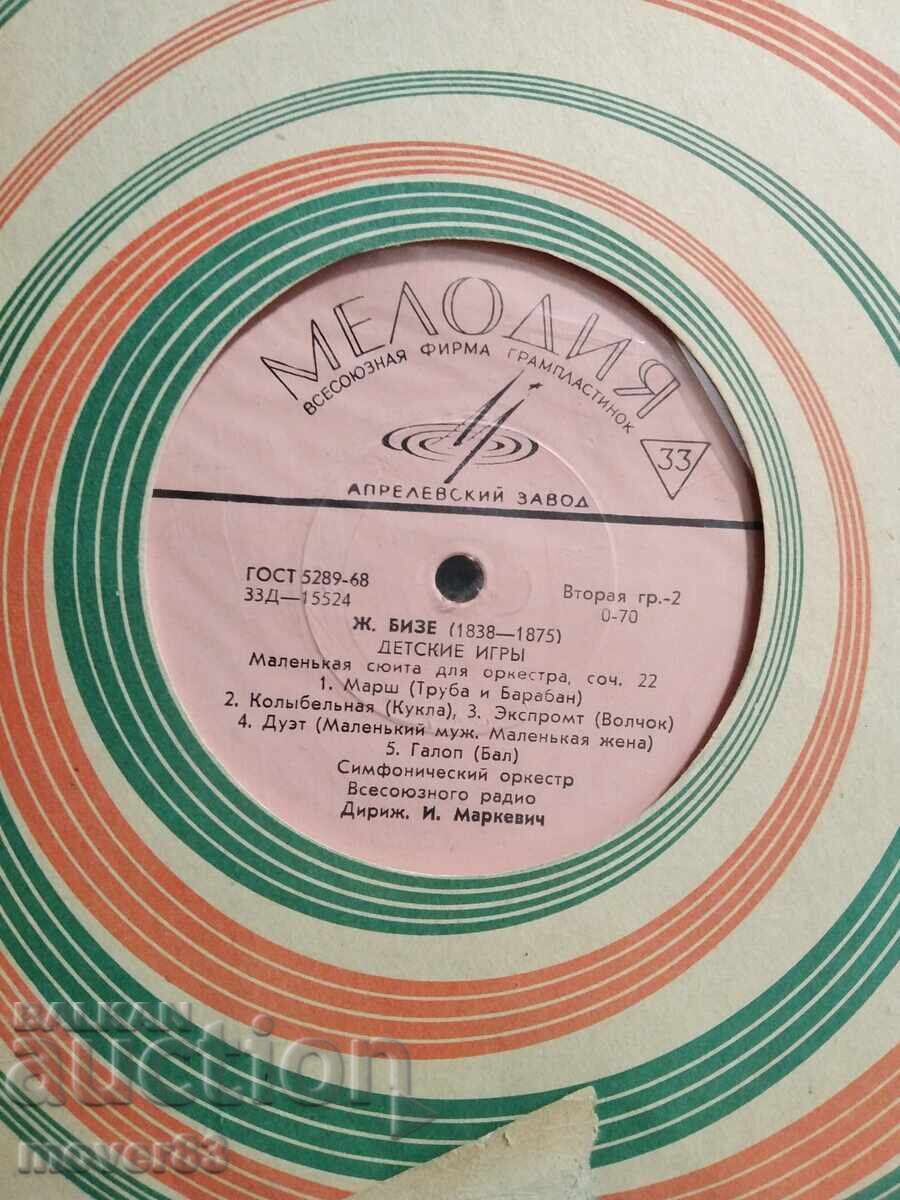 МЕЛОДИЯ
ВСЕСОЮЗНАЯ ФИРМА ГРАМПЛАСТИНОК
33
АПРЕЛЕВСКИЙ ЗАВОД
ГОСТ 5289-68
33Д—15524
Вторая гр.-2
0-70
Ж. БИЗЕ (1838—1875)
ДЕТСКИЕ ИГРЫ
Маленькая сюита для оркестра, соч. 22
1. Марш (Труба и Барабан)
2. Колыбельная (Кукла), 3. Экспромт (Волчок)
4. Дуэт (Маленький муж. Маленькая жена)
5. Галоп (Бал)
Симфонический оркестр
Всесоюзного радио
Дириж. И. Маркевич
BALKAN
auction
mover83